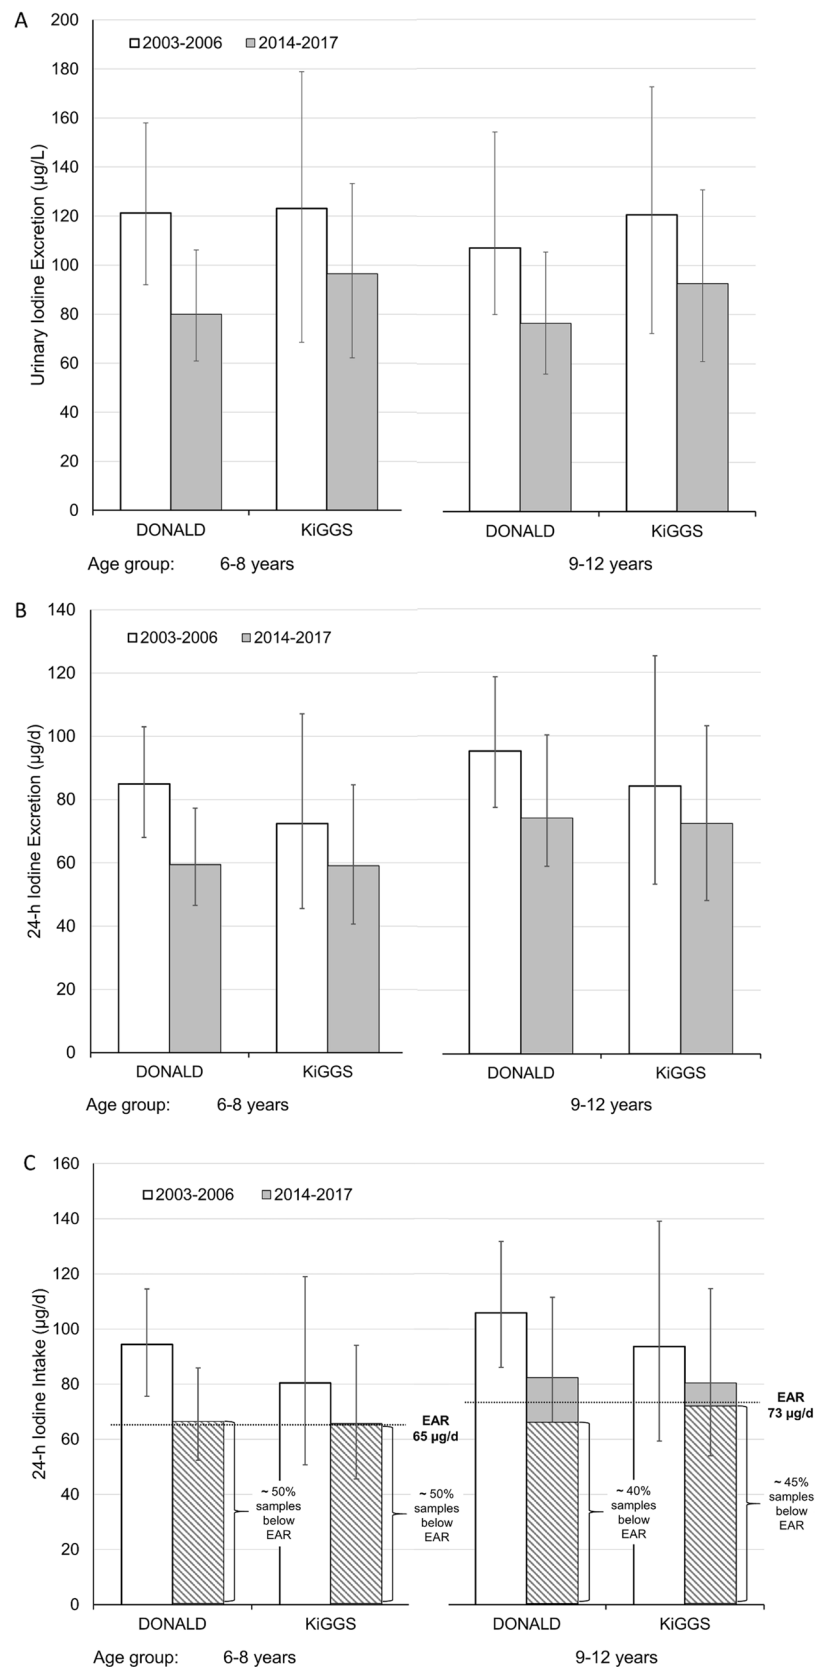 A
200
2003-2006 2014-2017
180
160
140
120
100
80
60
40
20
0
Urinary Iodine Excretion (µg/L)
DONALD KiGGS DONALD KiGGS
Age group: 6-8 years 9-12 years
B
140
2003-2006 2014-2017
120
100
80
60
40
20
0
24-h Iodine Excretion (µg/d)
DONALD KiGGS DONALD KiGGS
Age group: 6-8 years 9-12 years
C
160
2003-2006 2014-2017
140
120
100
80
60
40
20
0
24-h Iodine Intake (µg/d)
EAR
65 µg/d
EAR
73 µg/d
~ 50%
samples
below
EAR
~ 50%
samples
below
EAR
~ 40%
samples
below
EAR
~ 45%
samples
below
EAR
DONALD KiGGS DONALD KiGGS
Age group: 6-8 years 9-12 years